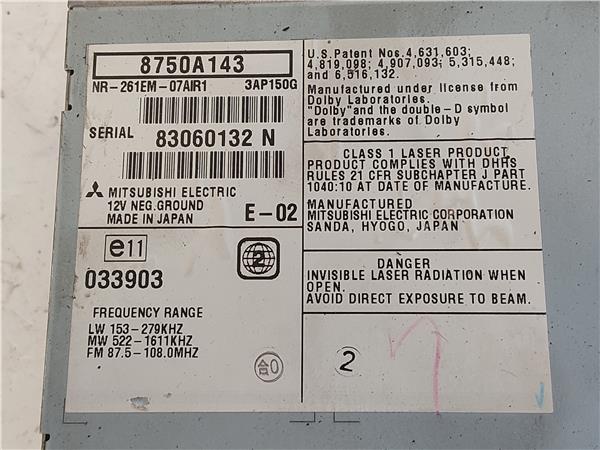 8750A143
NR-261EM-07AIR1 3AP150G
SERIAL 83060132 N
MITSUBISHI ELECTRIC
12V NEG.GROUND
MADE IN JAPAN E-02
e11
2
033903
FREQUENCY RANGE
LW 153-279KHZ
MW 522-1611KHZ
FM 87.5-108.0MHZ
合0
U.S.Patent Nos.4,631,603;
4,819,098; 4,907,093; 5,315,448;
and 6,516,132.
Manufactured under license from
Dolby Laboratories.
"Dolby"and the double-D symbol
are trademarks of Dolby
Laboratories.
CLASS 1 LASER PRODUCT
PRODUCT COMPLIES WITH DHHS
RULES 21 CFR SUBCHAPTER J PART
1040:10 AT DATE OF MANUFACTURE.
MANUFACTURED
MITSUBISHI ELECTRIC CORPORATION
SANDA, HYOGO, JAPAN
DANGER
INVISIBLE LASER RADIATION WHEN
OPEN.
AVOID DIRECT EXPOSURE TO BEAM.
2